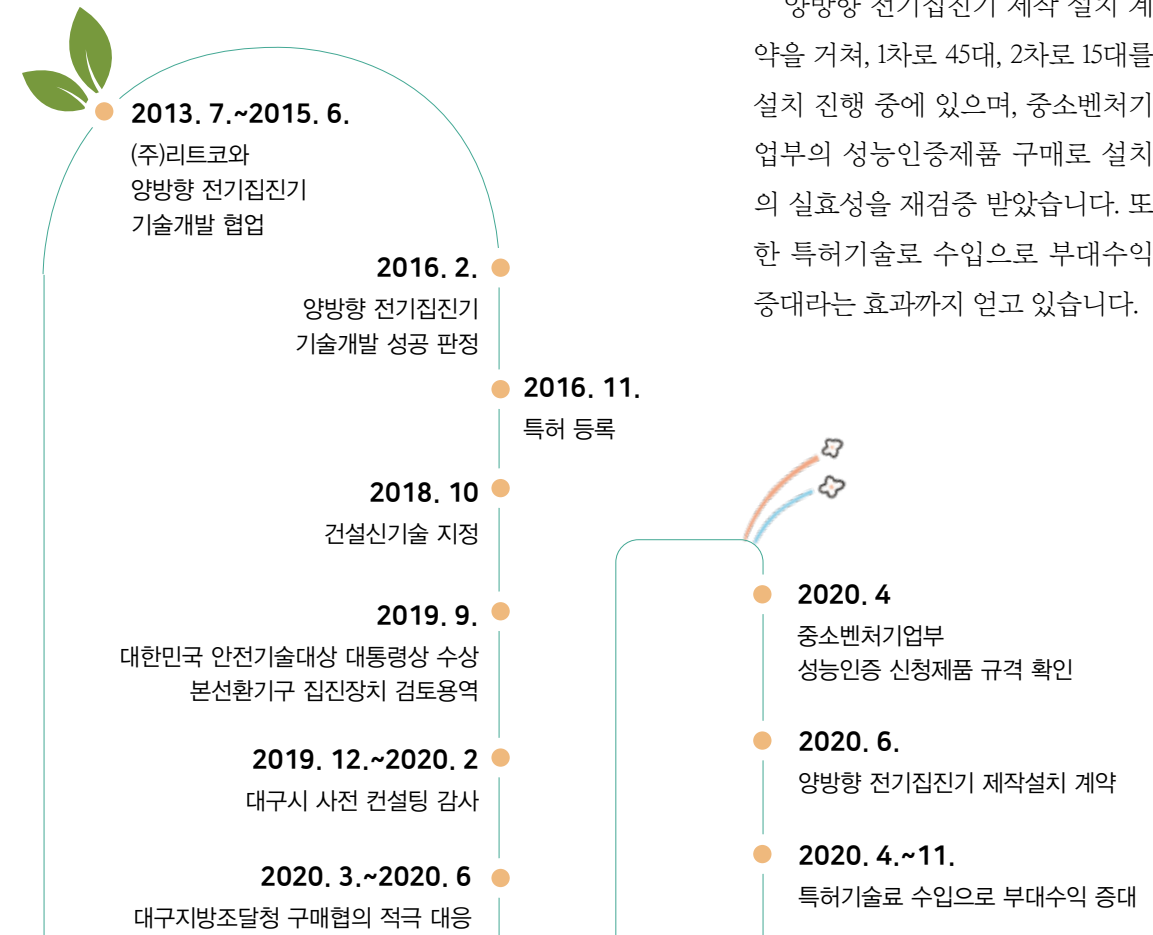 2013. 7.~2015. 6.
(주)리트코와
양방향 전기집진기
기술개발 협업
2016. 2.
양방향 전기집진기
기술개발 성공 판정
2016. 11.
특허 등록
2018. 10
건설신기술 지정
2019. 9.
대한민국 안전기술대상 대통령상 수상
본선환기구 집진장치 검토용역
2019. 12.~2020. 2
대구시 사전 컨설팅 감사
2020. 3.~2020. 6
대구지방조달청 구매협의 적극 대응
양방향 전기집진기 제작 설치 계
약을 거쳐, 1차로 45대, 2차로 15대를
설치 진행 중에 있으며, 중소벤처기
업부의 성능인증제품 구매로 설치
의 실효성을 재검증 받았습니다. 또
한 특허기술로 수입으로 부대수익
증대라는 효과까지 얻고 있습니다.
2020. 4
중소벤처기업부
성능인증 신청제품 규격 확인
2020. 6.
양방향 전기집진기 제작설치 계약
2020. 4.~11.
특허기술료 수입으로 부대수익 증대